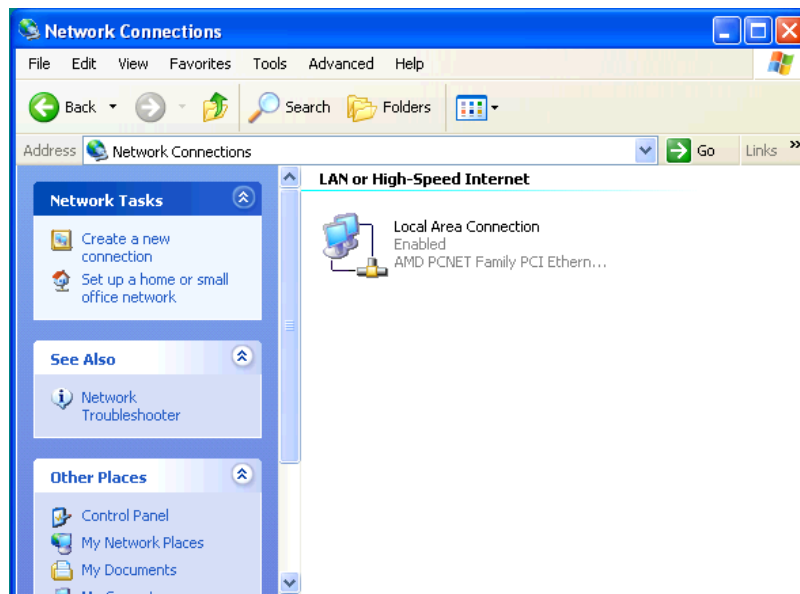 Network Connections
File Edit View Favorites Tools Advanced Help
Back Search Folders
Address Network Connections Go Links
Network Tasks
Create a new
connection
Set up a home or small
office network
See Also
Network
Troubleshooter
Other Places
Control Panel
My Network Places
My Documents
LAN or High-Speed Internet
Local Area Connection
Enabled
AMD PCNET Family PCI Ethern...